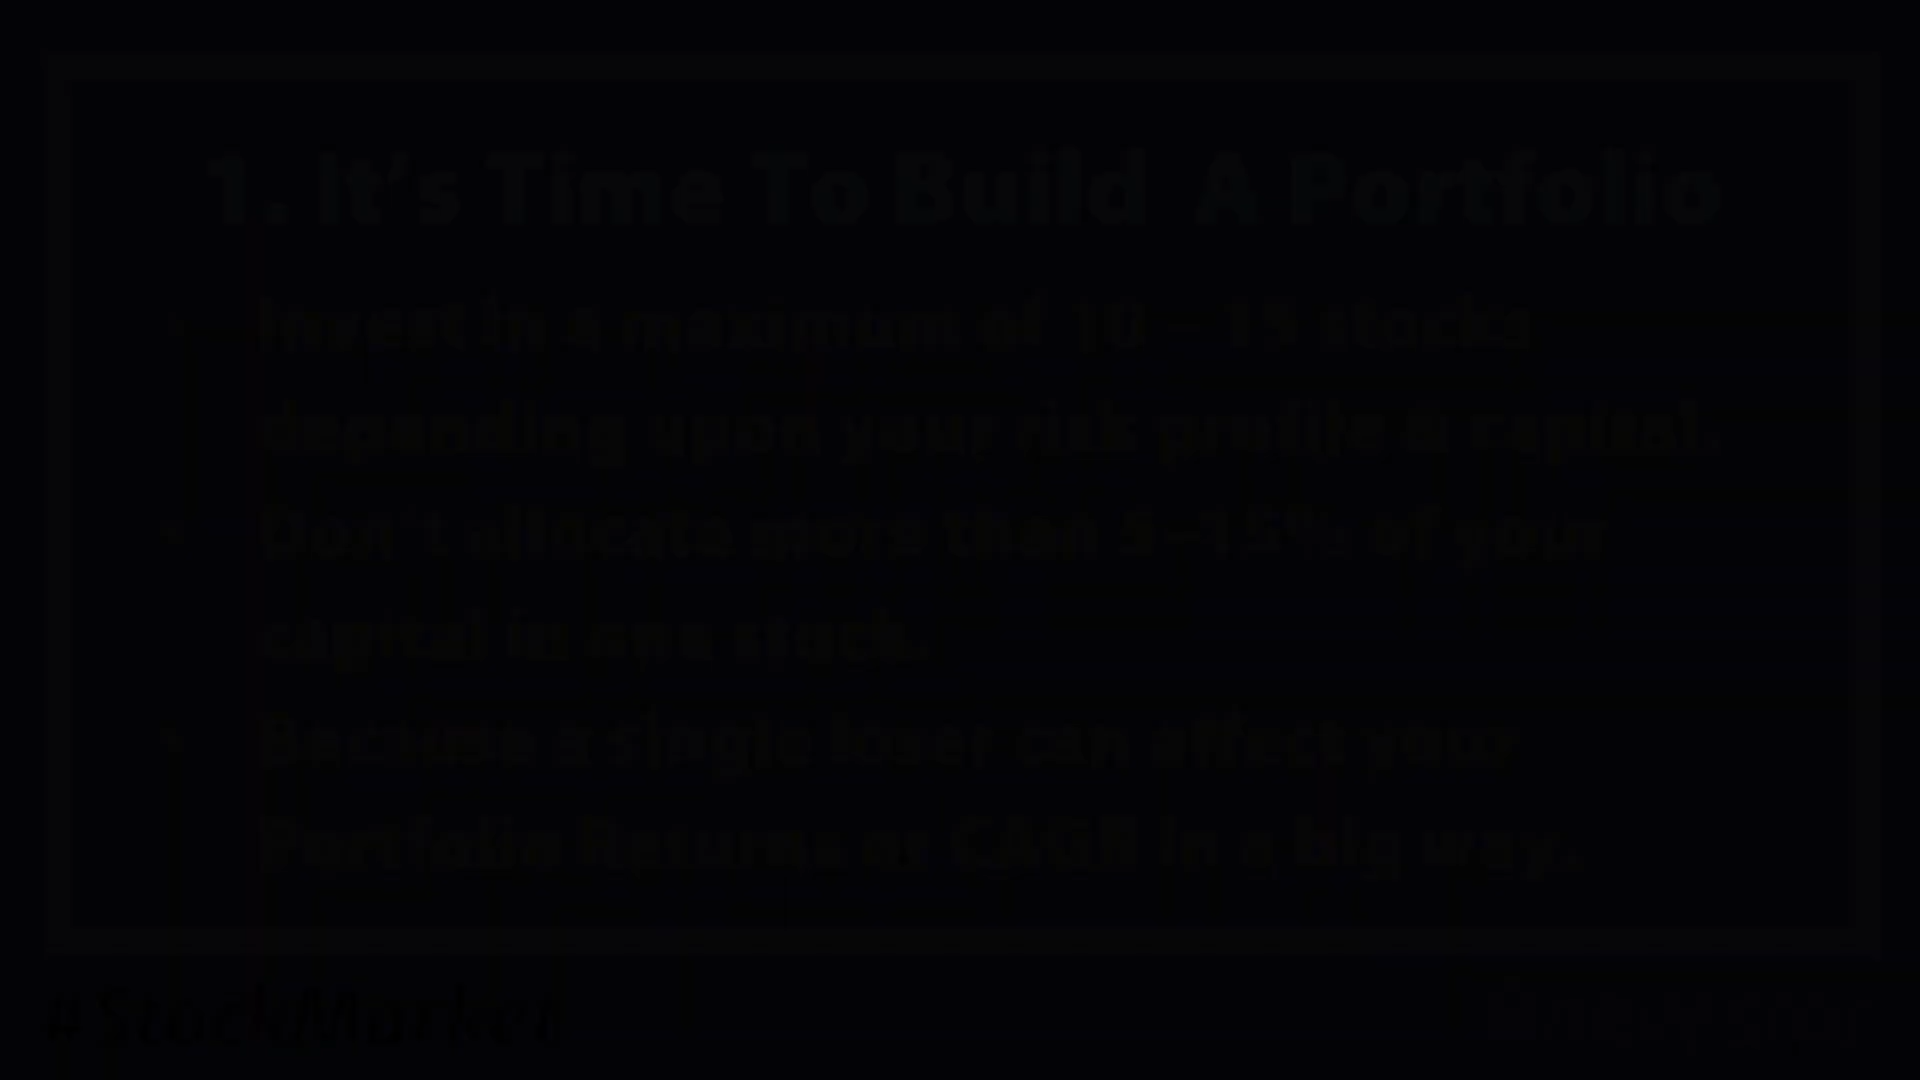 1. It's Time To Build A Portfolio
Invest in a maximum of 10 – 15 stocks
depending upon your risk profile & capital.
Don't allocate more than 5-15% of your
capital in one stock.
Because a single loser can affect your
Portfolio Returns or CAGR in a big way.
#StockMarket